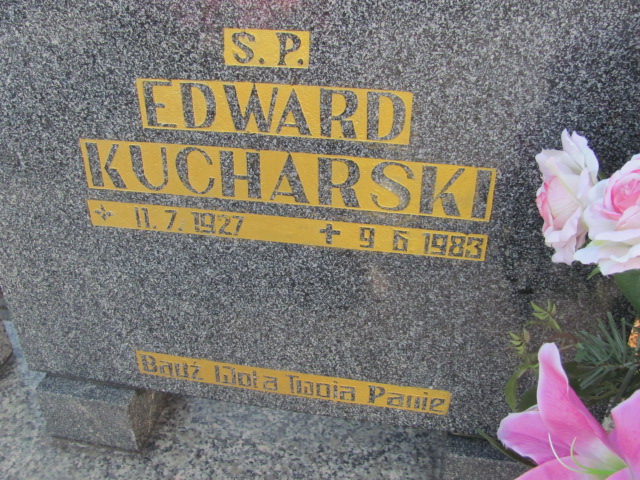 S. P.
EDWARD
KUCHARSKI
11. 7. 1927 9 6 1983
Bądź Wola Twoja Panie